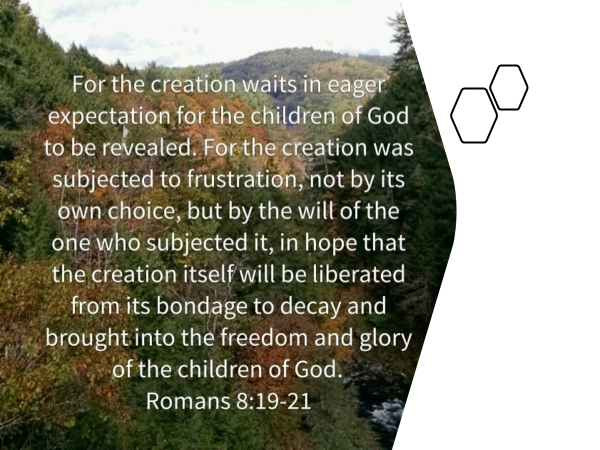 For the creation waits in eager
expectation for the children of God
to be revealed. For the creation was
subjected to frustration, not by its
own choice, but by the will of the
one who subjected it, in hope that
the creation itself will be liberated
from its bondage to decay and
brought into the freedom and glory
of the children of God.
Romans 8:19-21